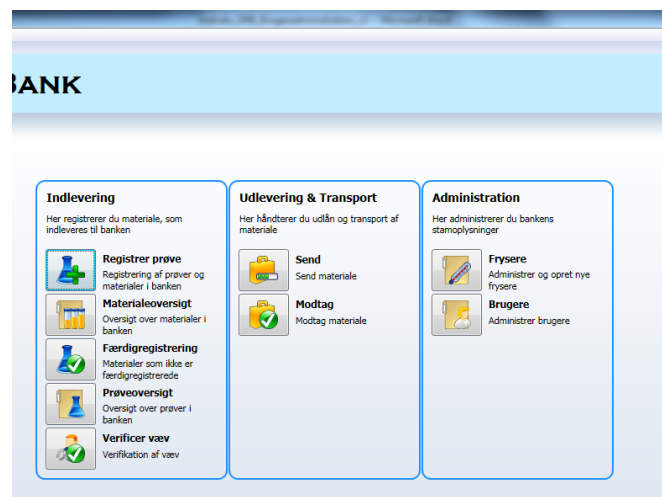 BANK
Indlevering
Her registrerer du materiale, som
indleveres til banken
Registrer prøve
Registrering af prøver og
materialer i banken
Materialeoversigt
Oversigt over materialer i
banken
Færdigregistrering
Materialer som ikke er
færdigregistrerede
Prøveoversigt
Oversigt over prøver i
banken
Verificer væv
Verifikation af væv
Udlevering & Transport
Her håndterer du udlån og transport af
materiale
Send
Send materiale
Modtag
Modtag materiale
Administration
Her administrerer du bankens
stamoplysninger
Frysere
Administrer og opret nye
frysere
Brugere
Administrer brugere